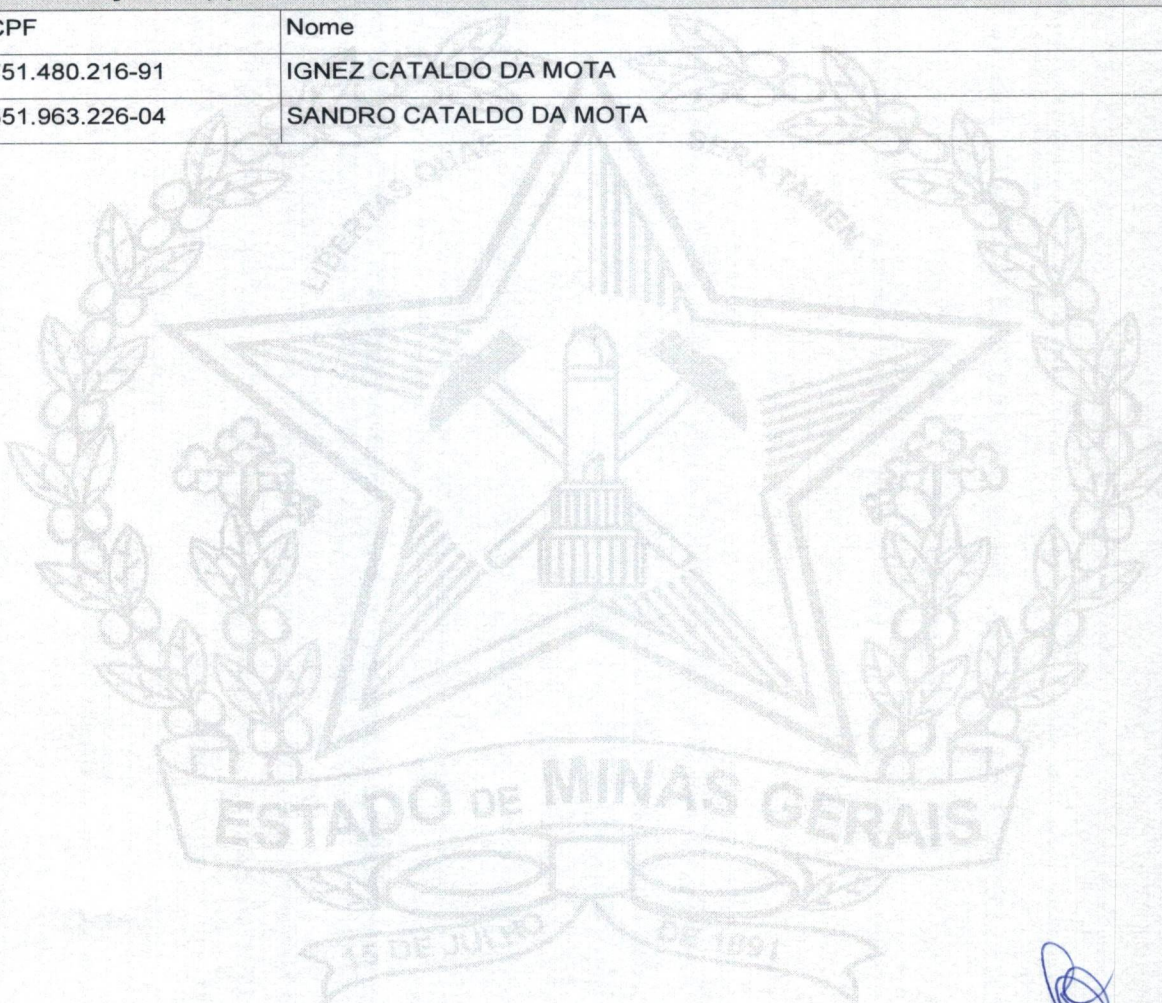 CPF Nome
751.480.216-91 IGNEZ CATALDO DA MOTA
51.963.226-04 SANDRO CATALDO DA MOTA
LIBERTAS QUAE SERA TAMEN
ESTADO DE MINAS GERAIS
15 DE JULHO DE 1891